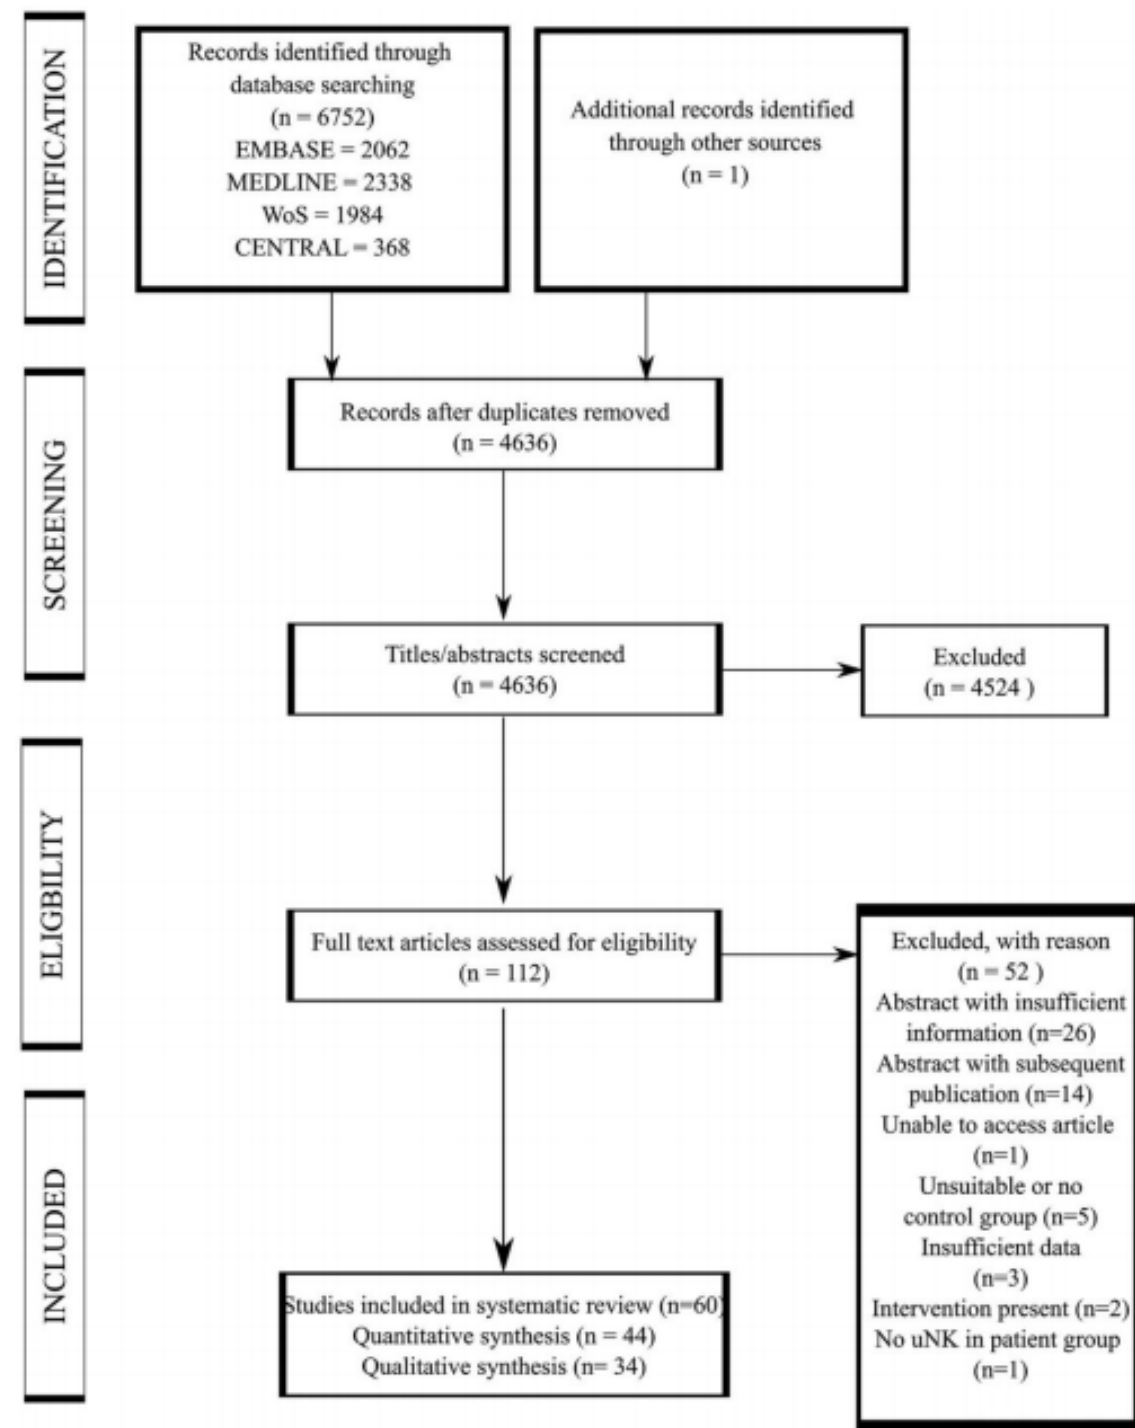 IDENTIFICATION
Records identified through
database searching
(n = 6752)
EMBASE = 2062
MEDLINE = 2338
WoS = 1984
CENTRAL = 368
Additional records identified
through other sources
(n = 1)
SCREENING
Records after duplicates removed
(n = 4636)
Titles/abstracts screened
(n = 4636)
Excluded
(n = 4524 )
ELIGBILITY
Full text articles assessed for eligibility
(n = 112)
Excluded, with reason
(n = 52 )
Abstract with insufficient
information (n=26)
Abstract with subsequent
publication (n=14)
Unable to access article
(n=1)
Unsuitable or no
control group (n=5)
Insufficient data
(n=3)
Intervention present (n=2)
No uNK in patient group
(n=1)
INCLUDED
Studies included in systematic review (n=60)
Quantitative synthesis (n = 44)
Qualitative synthesis (n= 34)